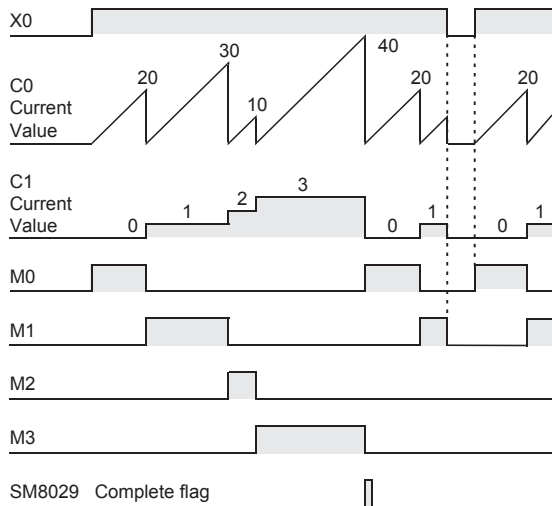 X0
30
40
20
20
20
C0
Current
Value
10
C1
Current
Value
0
1
2
3
0
1
0
1
M0
M1
M2
M3
SM8029 Complete flag